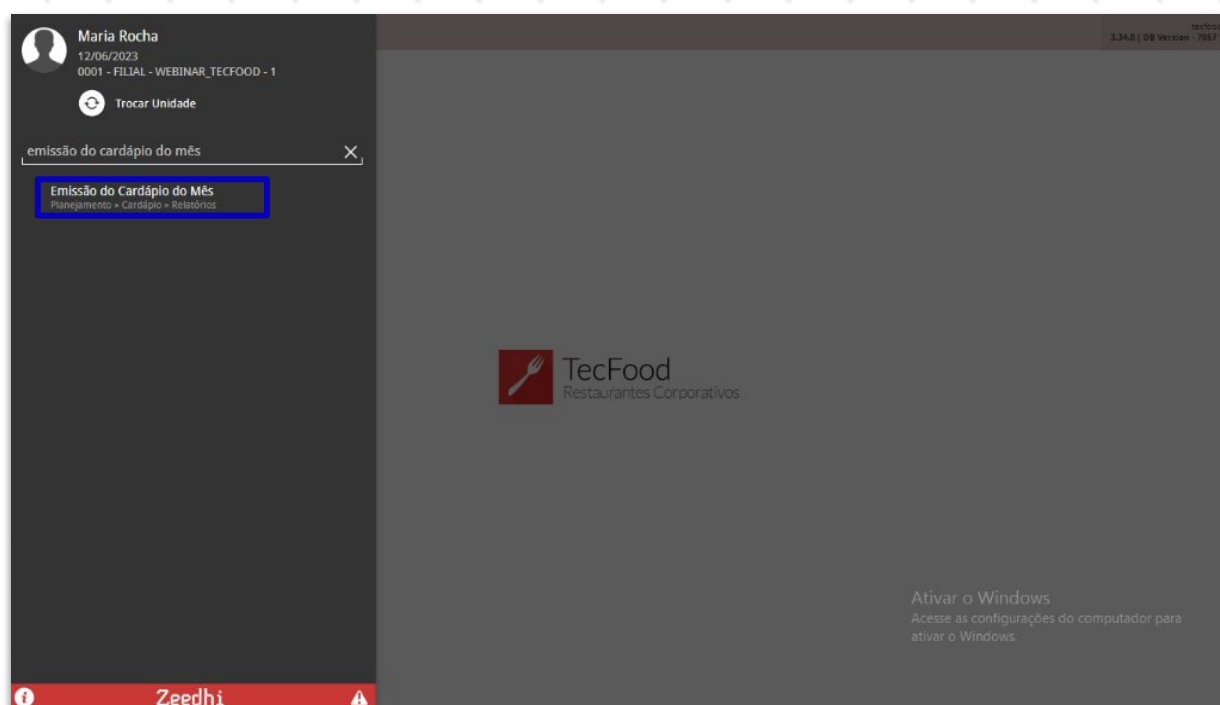 Maria Rocha
12/06/2023
0001 - FILIAL - WEBINAR_TECFOOD - 1
Trocar Unidade
emissão do cardápio do mês
Emissão do Cardápio do Mês
Planejamento » Cardápio » Relatórios
3.34.0 [ DB Version - 7057
TecFood
Restaurantes Corporativos
Ativar o Windows
Acesse as configurações do computador para
ativar o Windows.
Zeedhi